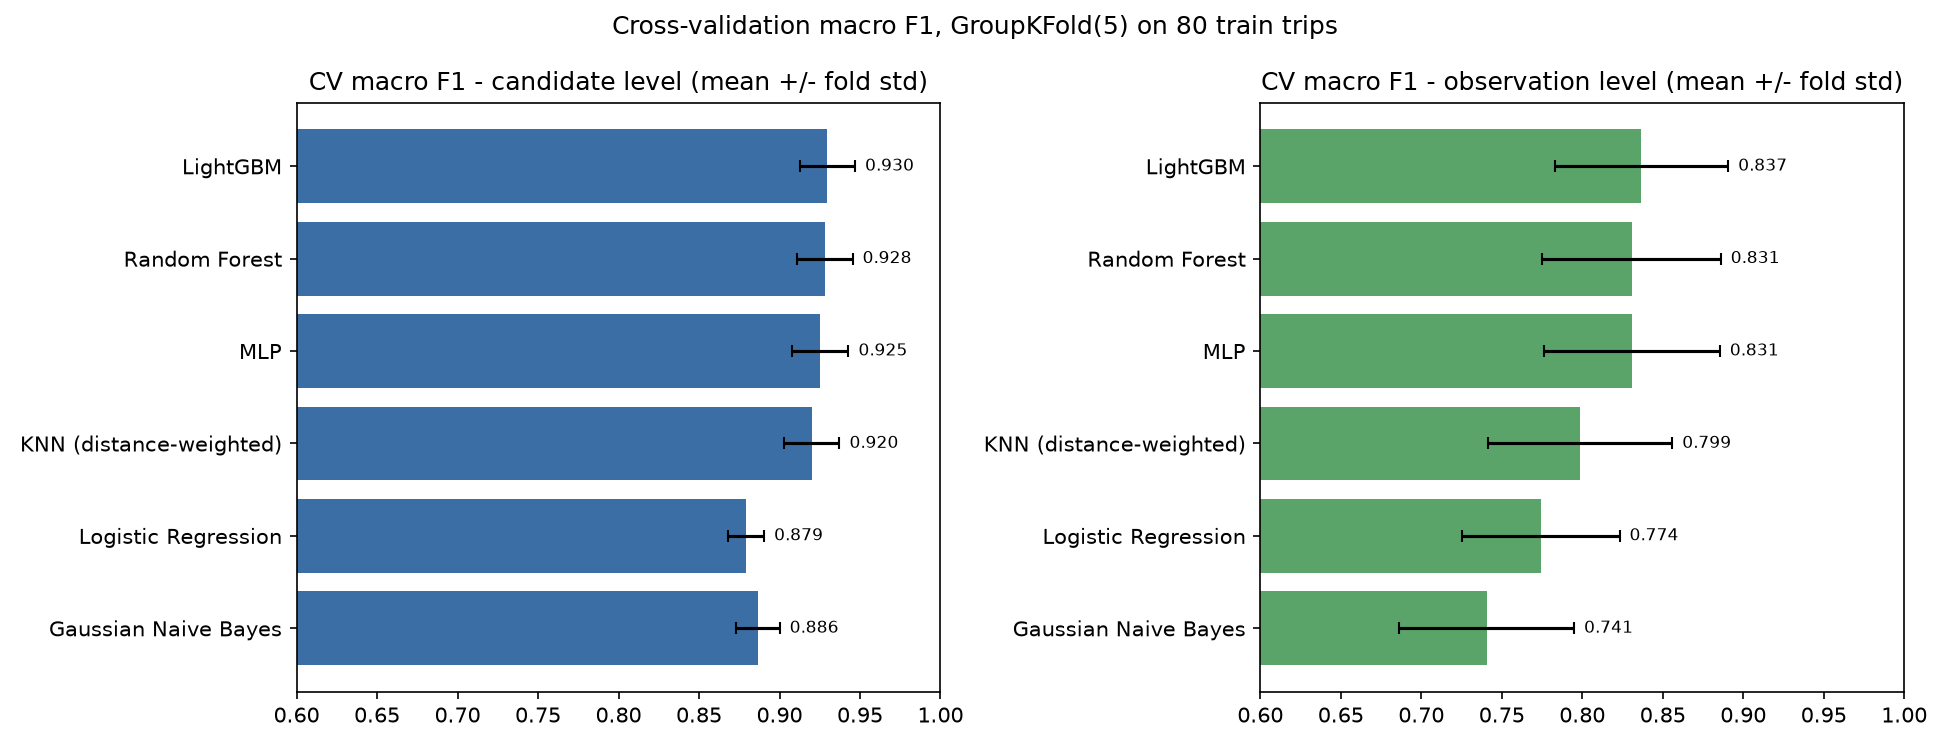 Cross-validation macro F1, GroupKFold(5) on 80 train trips
CV macro F1 - candidate level (mean +/- fold std)
LightGBM
0.930
Random Forest
0.928
MLP
0.925
KNN (distance-weighted)
0.920
Logistic Regression
0.879
Gaussian Naive Bayes
0.886
0.60 0.65 0.70 0.75 0.80 0.85 0.90 0.95 1.00
CV macro F1 - observation level (mean +/- fold std)
LightGBM
0.837
Random Forest
0.831
MLP
0.831
KNN (distance-weighted)
0.799
Logistic Regression
0.774
Gaussian Naive Bayes
0.741
0.60 0.65 0.70 0.75 0.80 0.85 0.90 0.95 1.00